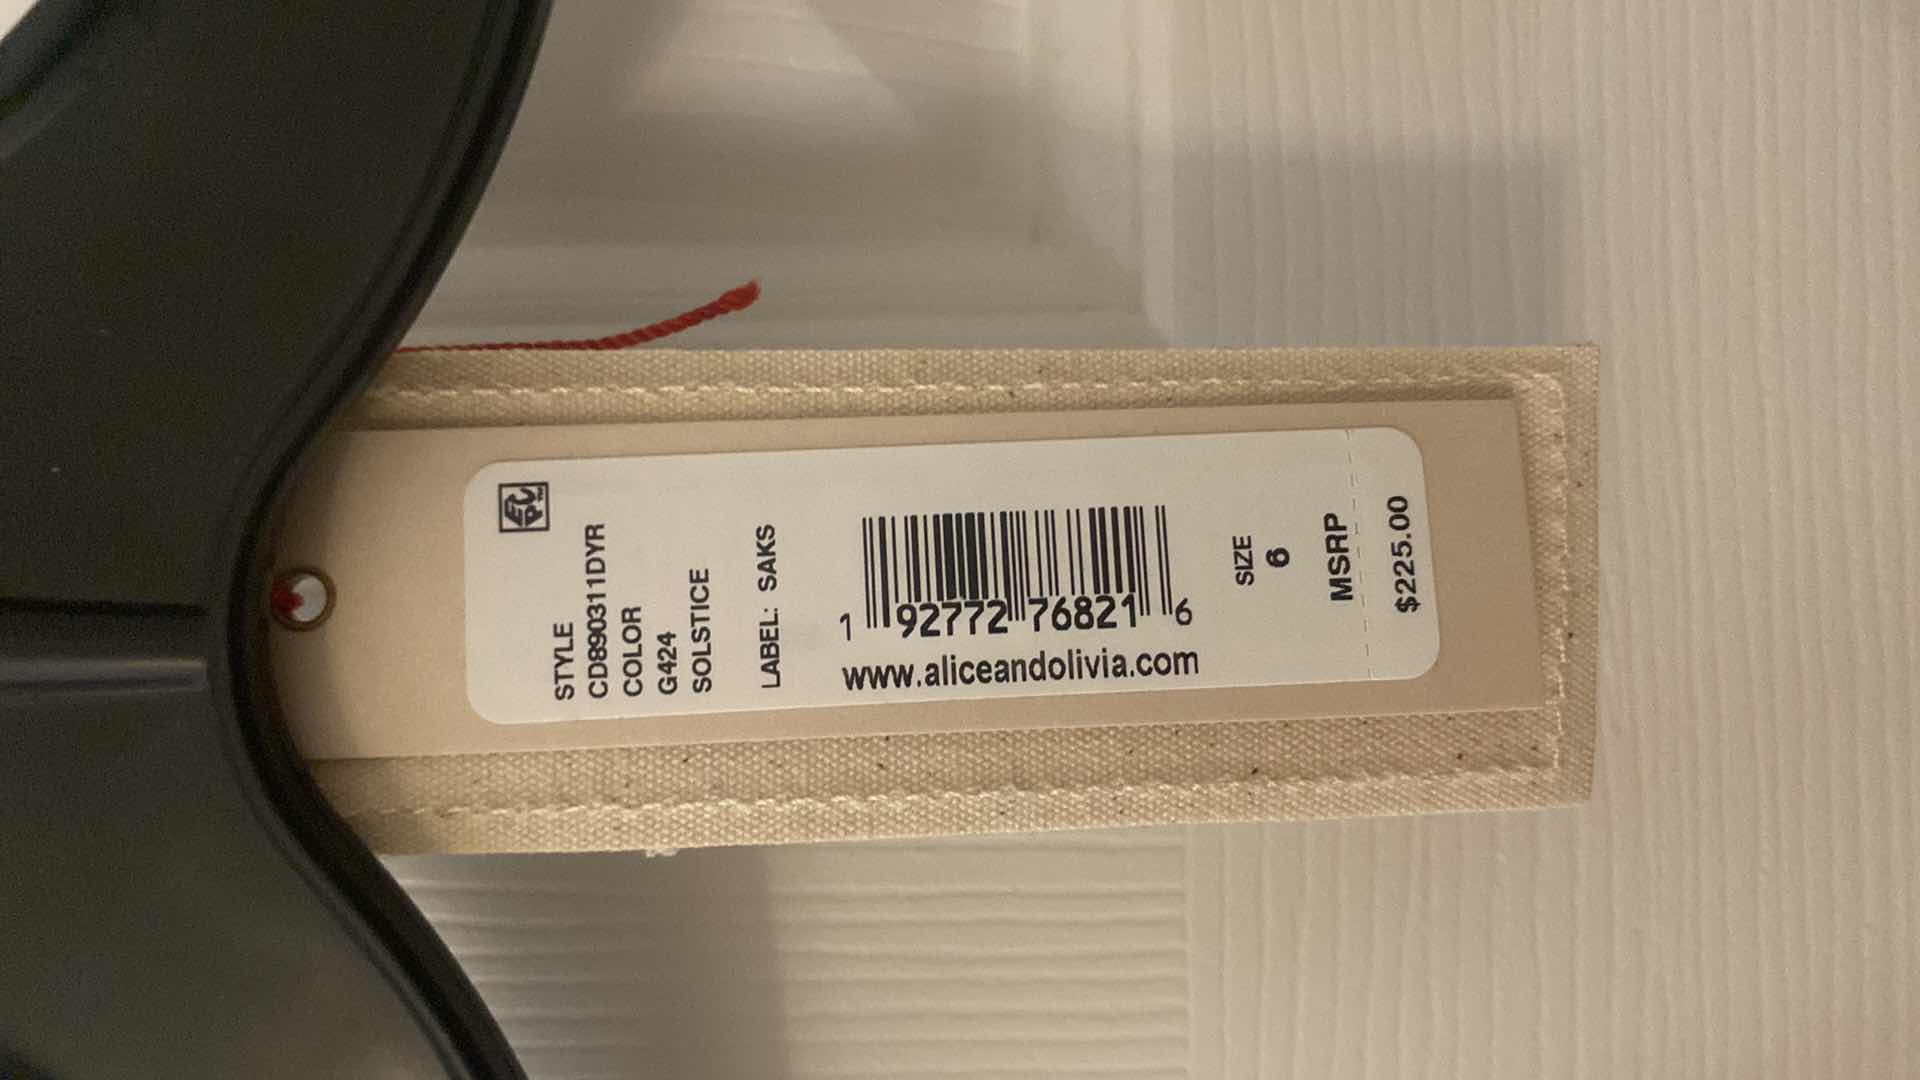 EPC™
STYLE
CD890311DYR
COLOR
G424
SOLSTICE
LABEL: SAKS
1 92772 76821 6
www.aliceandolivia.com
SIZE
6
MSRP
$225.00